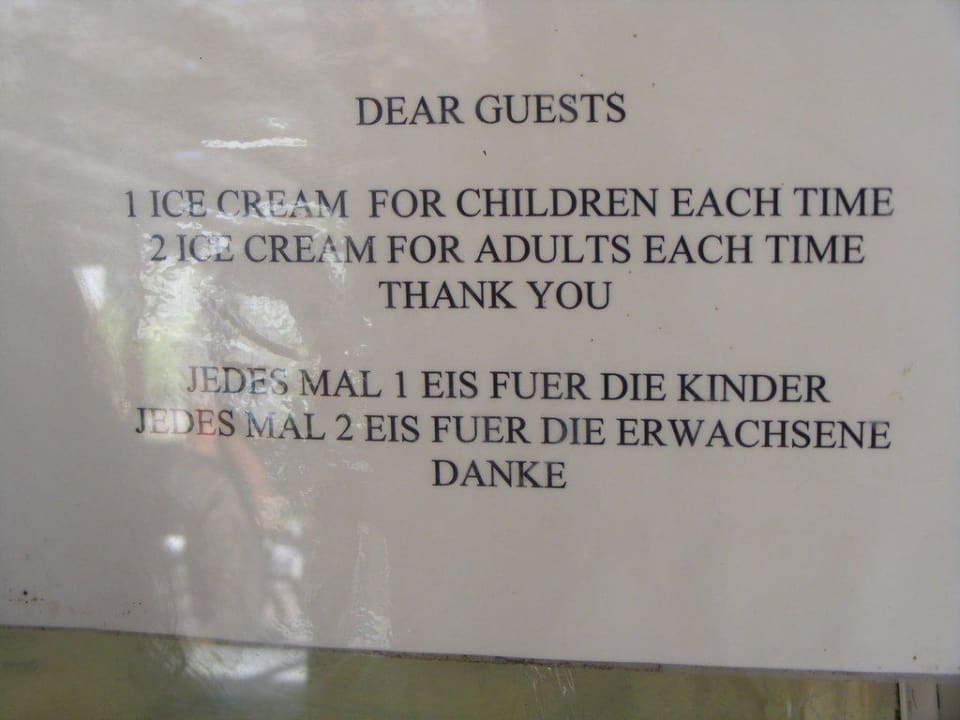 DEAR GUESTS
1 ICE CREAM FOR CHILDREN EACH TIME
2 ICE CREAM FOR ADULTS EACH TIME
THANK YOU
JEDES MAL 1 EIS FUER DIE KINDER
JEDES MAL 2 EIS FUER DIE ERWACHSENE
DANKE